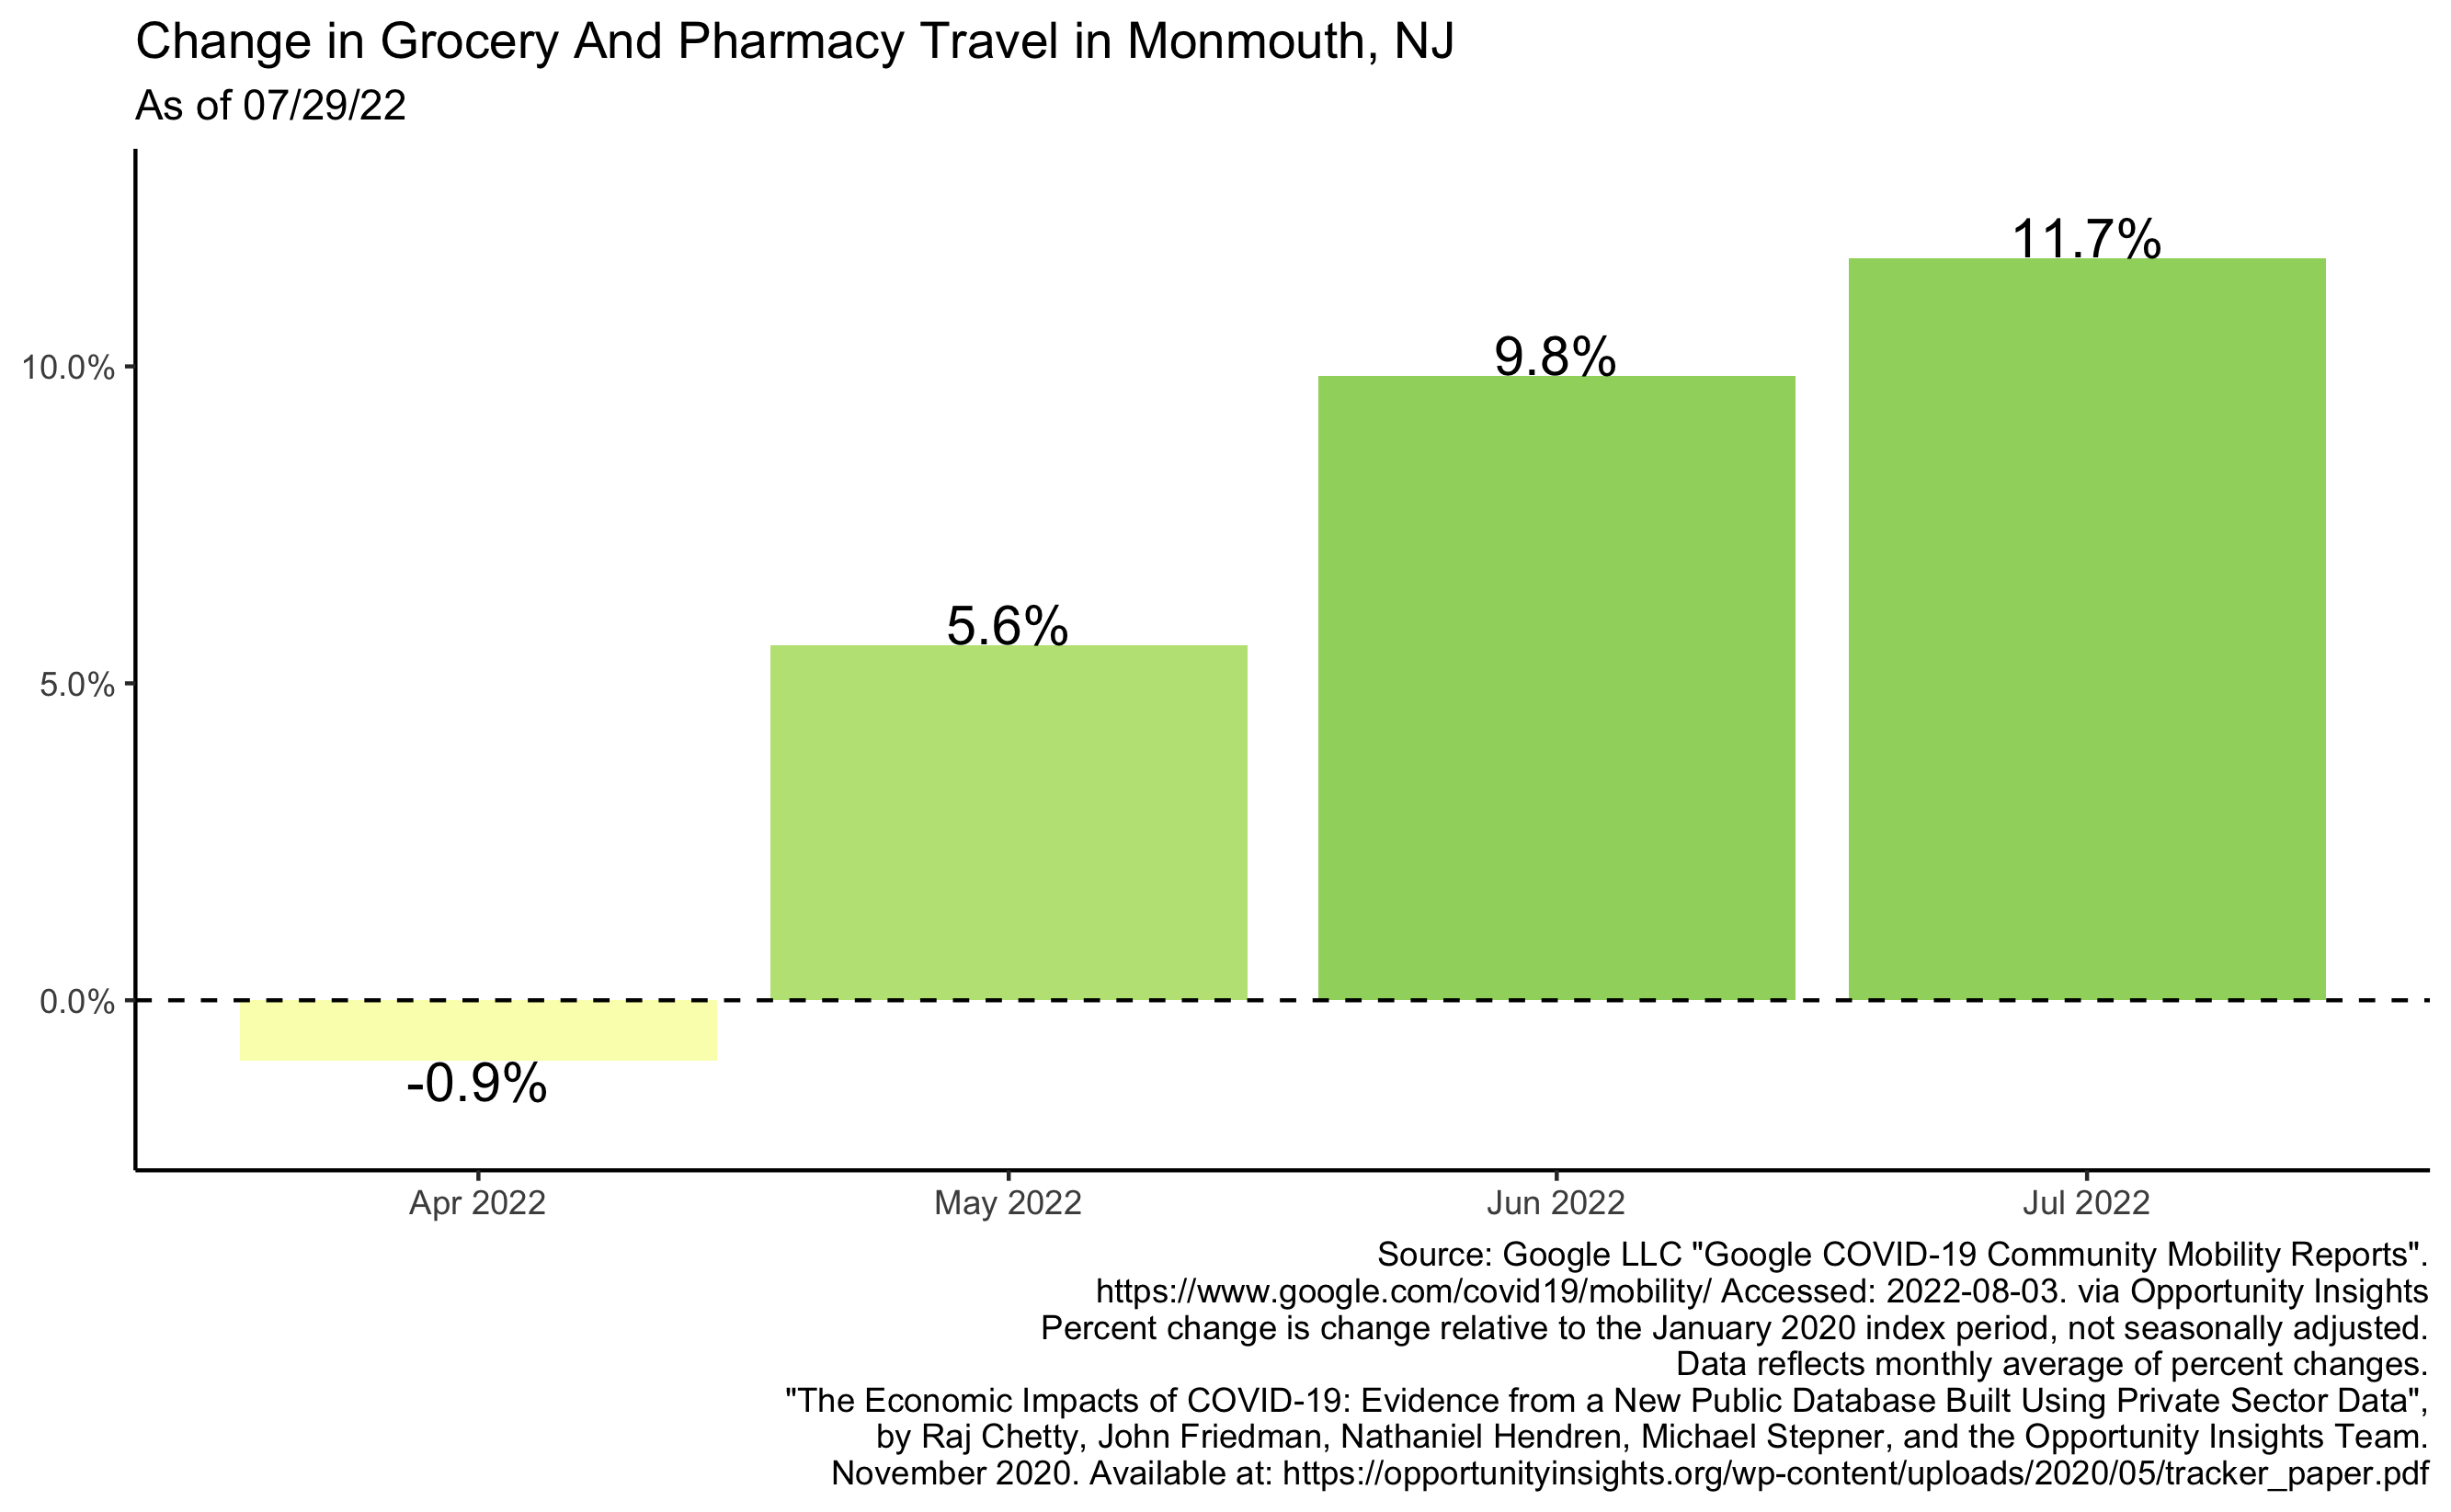 Change in Grocery And Pharmacy Travel in Monmouth, NJ
As of 07/29/22
11.7%
10.0%
9.8%
5.6%
5.0%
0.0%
-0.9%
Apr 2022
May 2022
Jun 2022
Jul 2022
Source: Google LLC "Google COVID-19 Community Mobility Reports".
https://www.google.com/covid19/mobility/ Accessed: 2022-08-03. via Opportunity Insights
Percent change is change relative to the January 2020 index period, not seasonally adjusted.
Data reflects monthly average of percent changes.
"The Economic Impacts of COVID-19: Evidence from a New Public Database Built Using Private Sector Data",
by Raj Chetty, John Friedman, Nathaniel Hendren, Michael Stepner, and the Opportunity Insights Team.
November 2020. Available at: https://opportunityinsights.org/wp-content/uploads/2020/05/tracker_paper.pdf